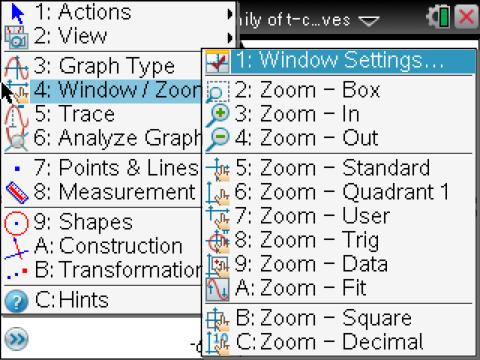 1: Actions
2: View
3: Graph Type
4: Window / Zoom
5: Trace
6: Analyze Graph
7: Points & Lines
8: Measurement
9: Shapes
A: Construction
B: Transformation
C: Hints
of t-c…ves
1: Window Settings…
2: Zoom – Box
3: Zoom – In
4: Zoom – Out
5: Zoom – Standard
6: Zoom – Quadrant 1
7: Zoom – User
8: Zoom – Trig
9: Zoom – Data
A: Zoom – Fit
B: Zoom – Square
C: Zoom – Decimal